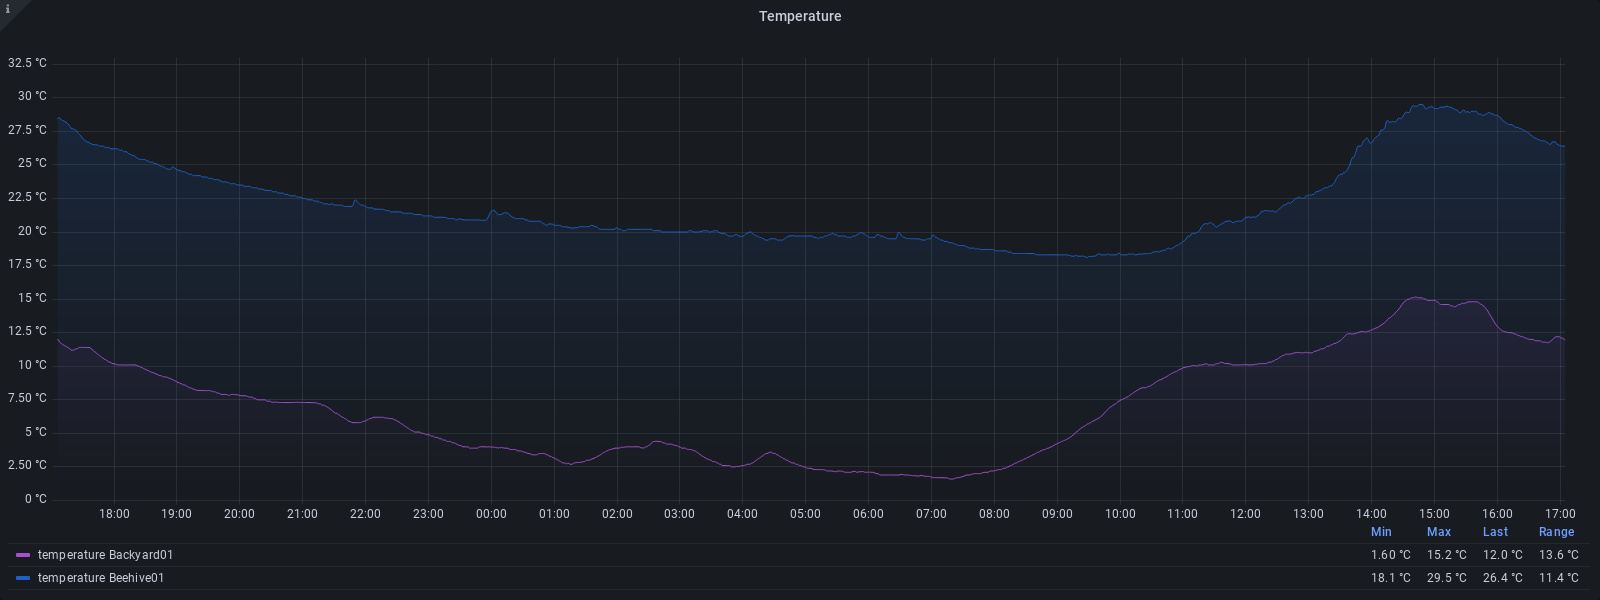 i
Temperature
32.5 °C
30 °C
27.5 °C
25 °C
22.5 °C
20 °C
17.5 °C
15 °C
12.5 °C
10 °C
7.50 °C
5 °C
2.50 °C
0 °C
18:00 19:00 20:00 21:00 22:00 23:00 00:00 01:00 02:00 03:00 04:00 05:00 06:00 07:00 08:00 09:00 10:00 11:00 12:00 13:00 14:00 15:00 16:00 17:00
Min Max Last Range
temperature Backyard01 1.60 °C 15.2 °C 12.0 °C 13.6 °C
temperature Beehive01 18.1 °C 29.5 °C 26.4 °C 11.4 °C